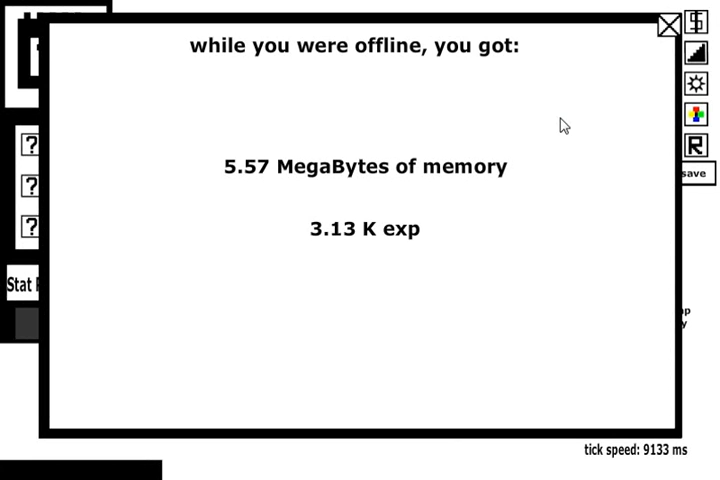 while you were offline, you got:
5.57 MegaBytes of memory
3.13 K exp
$
R
save
?
?
?
Stat
tick speed: 9133 ms